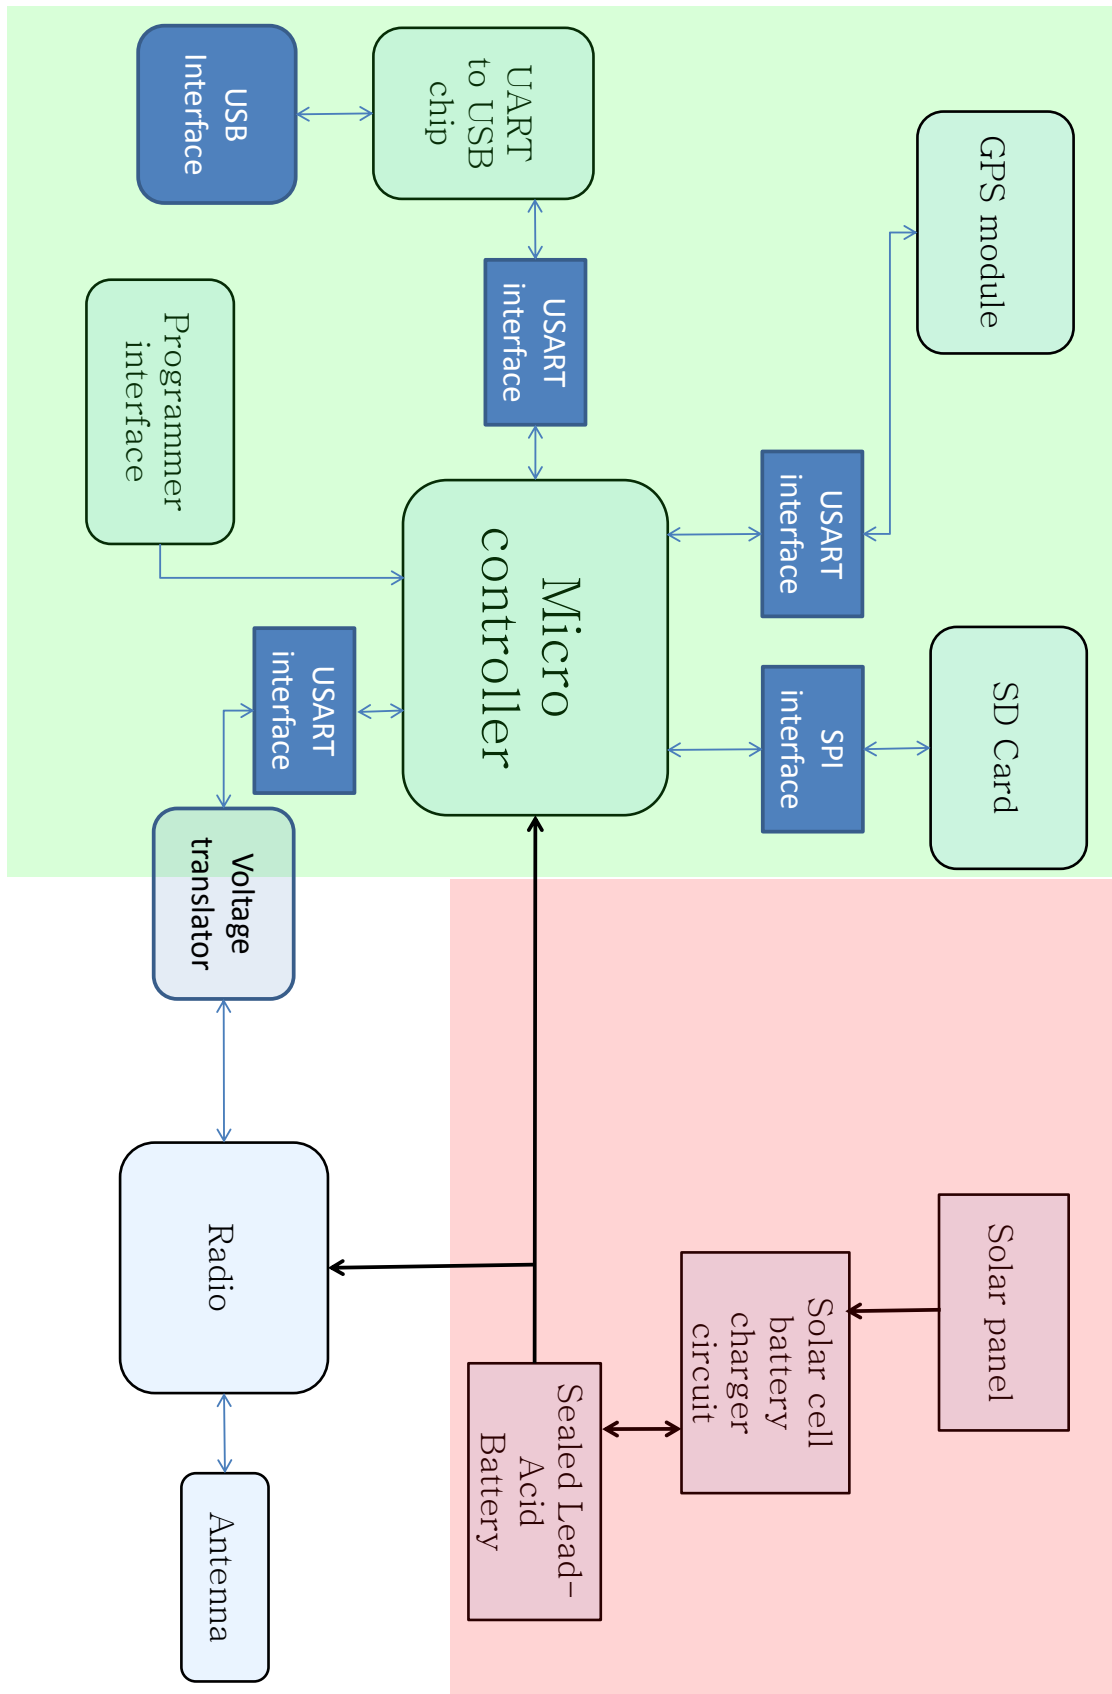 GPS module
SD Card
Solar panel
USART
interface
SPI
interface
Solar cell
battery
charger
circuit
UART
to USB
chip
USART
interface
Micro
controller
Sealed Lead-
Acid
Battery
USB
Interface
Programmer
interface
USART
interface
Voltage
translator
Radio
Antenna